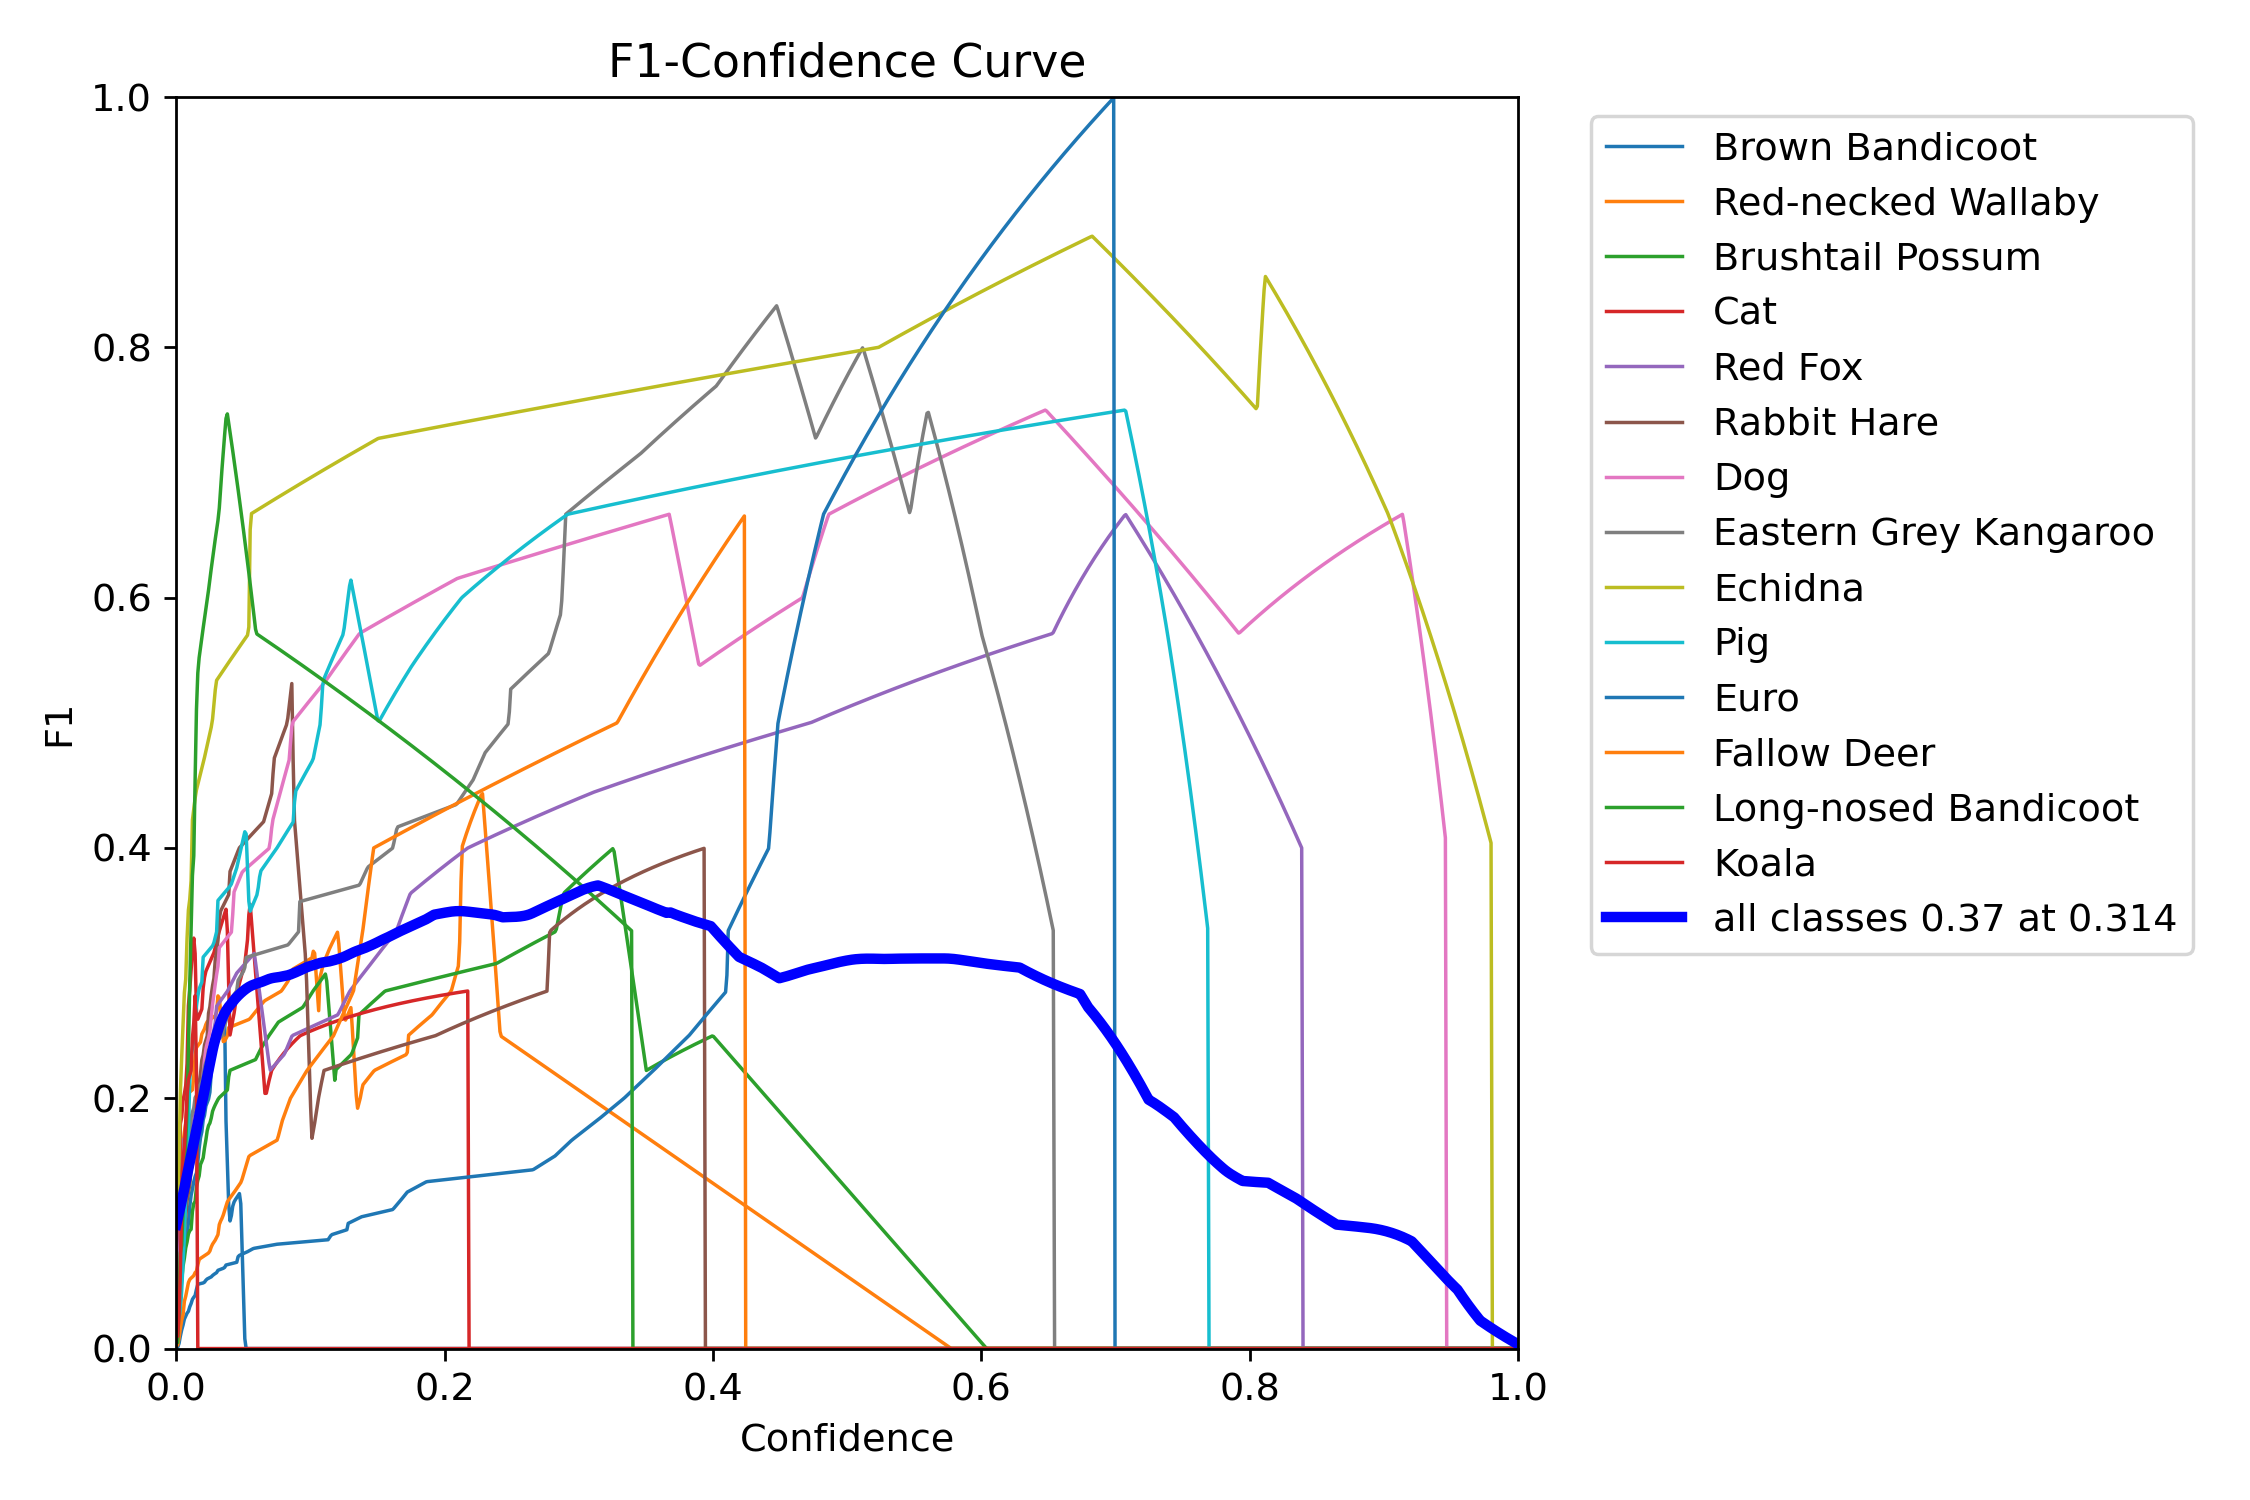 F1-Confidence Curve
1.0
0.8
0.6
0.4
0.2
0.0
F1
0.0 0.2 0.4 0.6 0.8 1.0
Confidence
Brown Bandicoot
Red-necked Wallaby
Brushtail Possum
Cat
Red Fox
Rabbit Hare
Dog
Eastern Grey Kangaroo
Echidna
Pig
Euro
Fallow Deer
Long-nosed Bandicoot
Koala
all classes 0.37 at 0.314